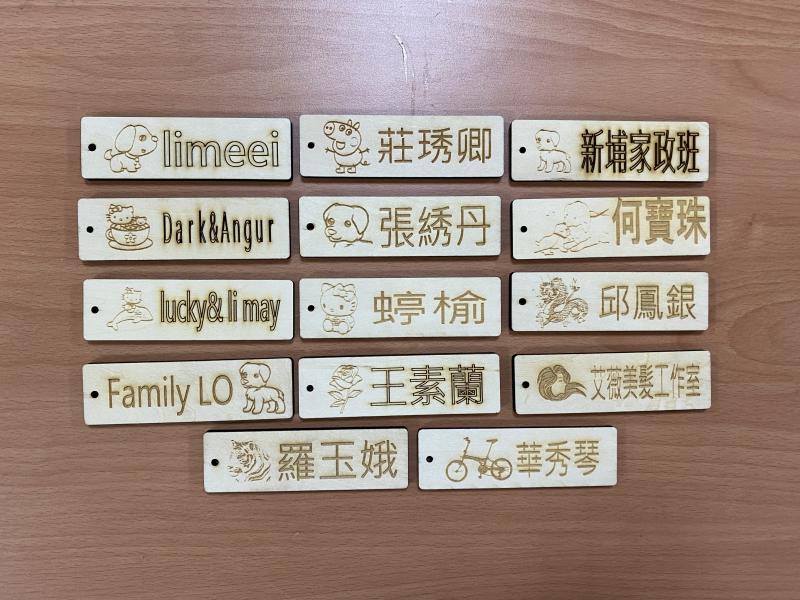 limeei
莊琇卿
新埔家政班
Dark&Angur
張綉丹
何寶珠
lucky& li may
蝏榆
邱鳳銀
Family LO
王素蘭
艾薇美髮工作室
羅玉娥
華秀琴